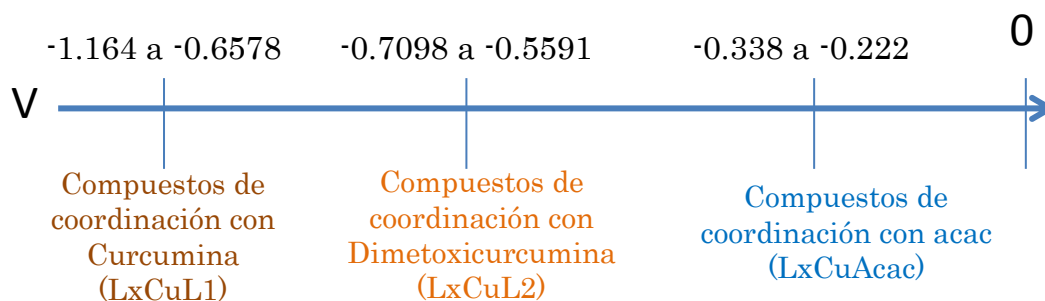 -1.164 a -0.6578
-0.7098 a -0.5591
-0.338 a -0.222
0
V
Compuestos de
coordinación con
Curcumina
(LxCuL1)
Compuestos de
coordinación con
Dimetoxicurcumina
(LxCuL2)
Compuestos de
coordinación con acac
(LxCuAcac)